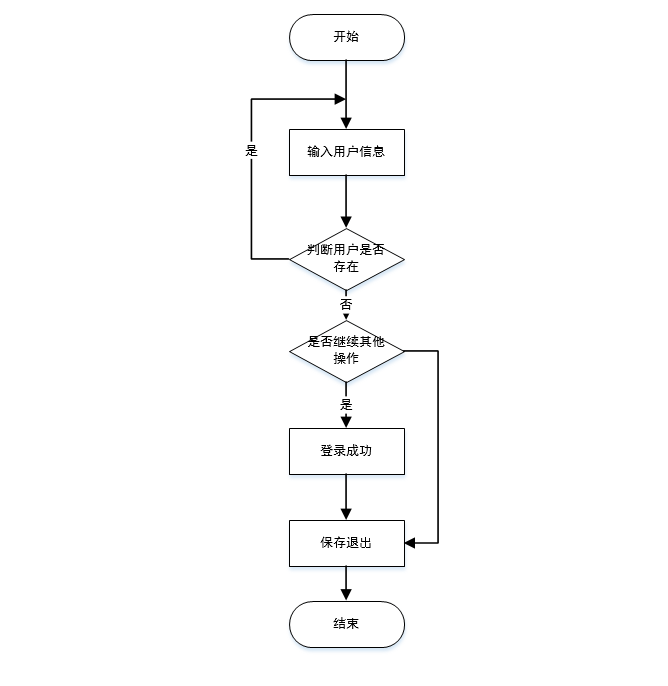 开始
是
输入用户信息
判断用户是否
存在
否
是否继续其他
操作
是
登录成功
保存退出
结束